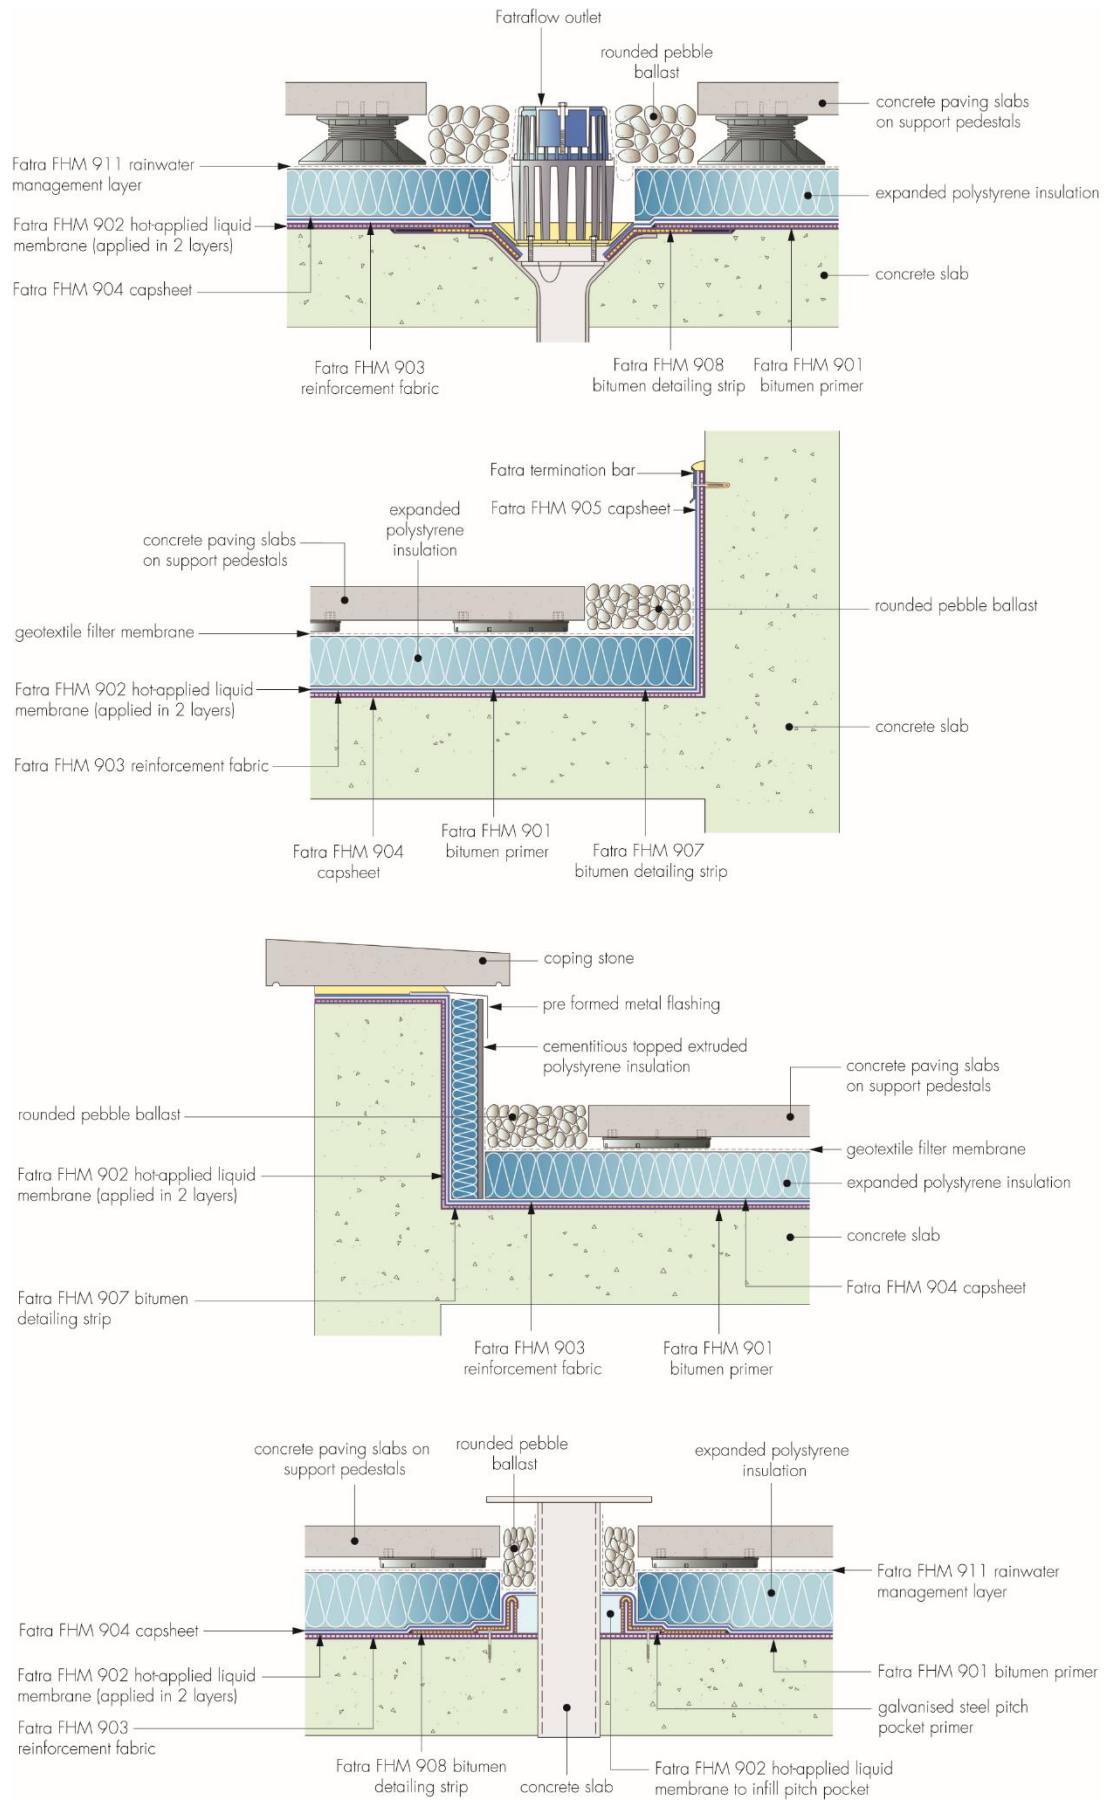 Fatraflow outlet
rounded pebble
ballast
concrete paving slabs
on support pedestals
Fatra FHM 911 rainwater
management layer
expanded polystyrene insulation
Fatra FHM 902 hot-applied liquid
membrane (applied in 2 layers)
concrete slab
Fatra FHM 904 capsheet
Fatra FHM 903
reinforcement fabric
Fatra FHM 908
bitumen detailing strip
Fatra FHM 901
bitumen primer
Fatra termination bar
Fatra FHM 905 capsheet
expanded
polystyrene
insulation
concrete paving slabs
on support pedestals
rounded pebble ballast
geotextile filter membrane
Fatra FHM 902 hot-applied liquid
membrane (applied in 2 layers)
concrete slab
Fatra FHM 903 reinforcement fabric
Fatra FHM 904
capsheet
Fatra FHM 901
bitumen primer
Fatra FHM 907
bitumen detailing strip
coping stone
pre formed metal flashing
cementitious topped extruded
polystyrene insulation
concrete paving slabs
on support pedestals
rounded pebble ballast
geotextile filter membrane
Fatra FHM 902 hot-applied liquid
membrane (applied in 2 layers)
expanded polystyrene insulation
concrete slab
Fatra FHM 904 capsheet
Fatra FHM 907 bitumen
detailing strip
Fatra FHM 903
reinforcement fabric
Fatra FHM 901
bitumen primer
concrete paving slabs on
support pedestals
rounded pebble
ballast
expanded polystyrene
insulation
Fatra FHM 911 rainwater
management layer
Fatra FHM 904 capsheet
Fatra FHM 902 hot-applied liquid
membrane (applied in 2 layers)
Fatra FHM 901 bitumen primer
galvanised steel pitch
pocket primer
Fatra FHM 903
reinforcement fabric
Fatra FHM 908 bitumen
detailing strip
concrete slab
Fatra FHM 902 hot-applied liquid
membrane to infill pitch pocket